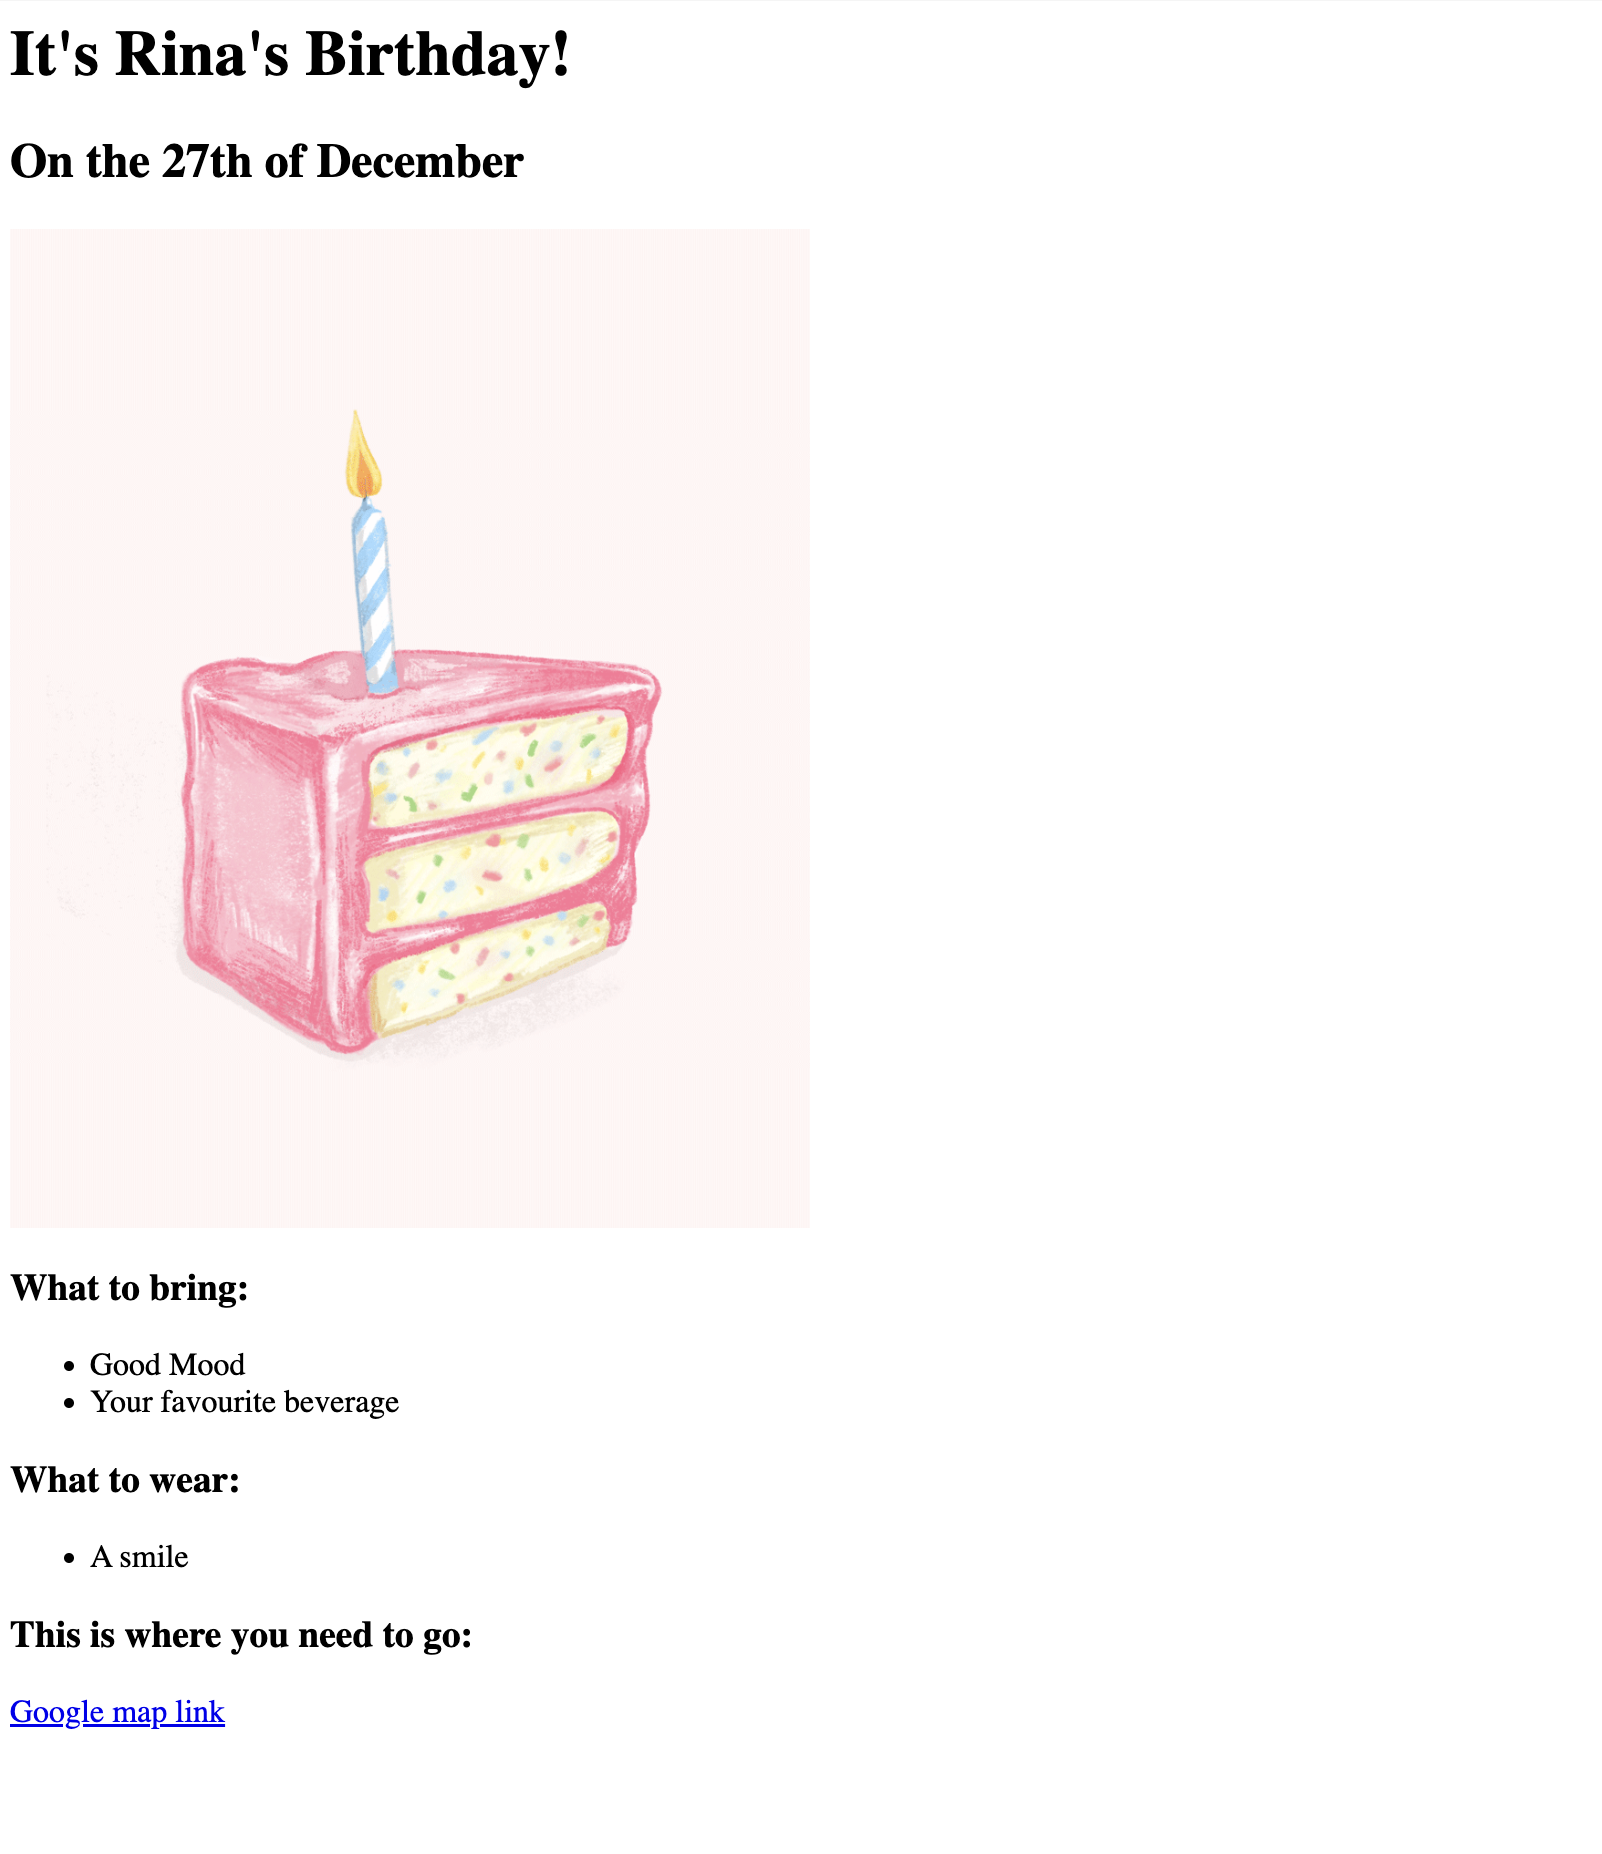 It's Rina's Birthday!
On the 27th of December
What to bring:
Good Mood
Your favourite beverage
What to wear:
A smile
This is where you need to go:
Google map link